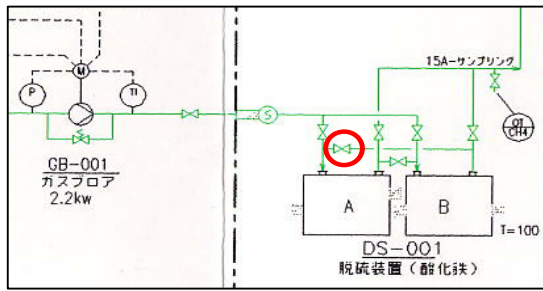 15A-サンプリング
M
P
TI
S
QI
CH4
GB-001
ガスブロア
2.2kw
A
B
T=100
DS-001
脱硫装置(酸化鉄)